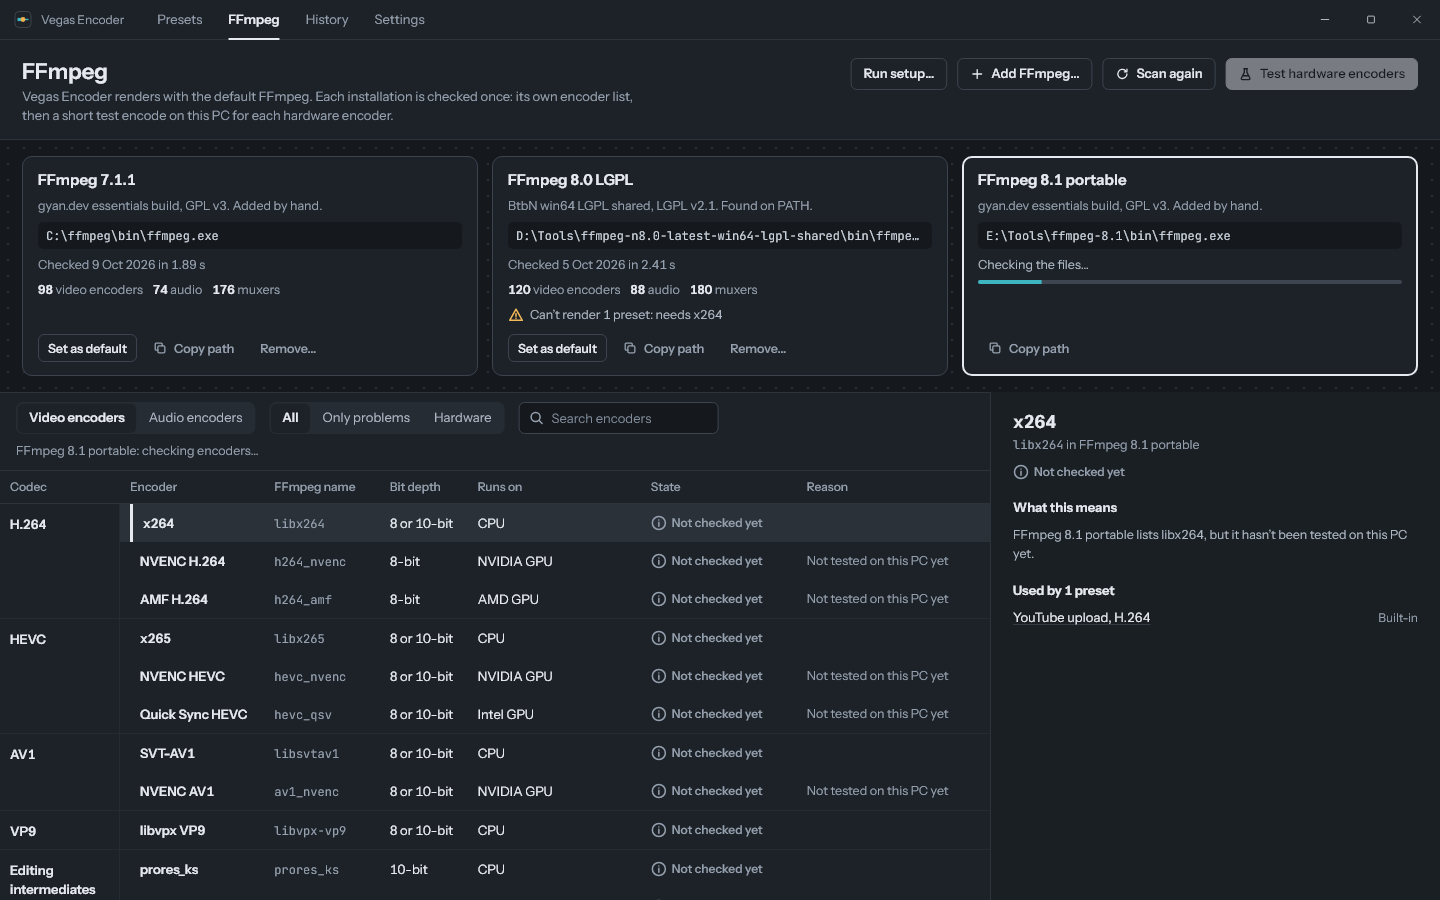 Vegas Encoder
Presets
FFmpeg
History
Settings
FFmpeg
Vegas Encoder renders with the default FFmpeg. Each installation is checked once: its own encoder list,
then a short test encode on this PC for each hardware encoder.
Run setup...
Add FFmpeg...
Scan again
Test hardware encoders
FFmpeg 7.1.1
gyan.dev essentials build, GPL v3. Added by hand.
C:\ffmpeg\bin\ffmpeg.exe
Checked 9 Oct 2026 in 1.89 s
98 video encoders 74 audio 176 muxers
Set as default
Copy path
Remove...
FFmpeg 8.0 LGPL
BtbN win64 LGPL shared, LGPL v2.1. Found on PATH.
D:\Tools\ffmpeg-n8.0-latest-win64-lgpl-shared\bin\ffmpe…
Checked 5 Oct 2026 in 2.41 s
120 video encoders 88 audio 180 muxers
Can't render 1 preset: needs x264
Set as default
Copy path
Remove...
FFmpeg 8.1 portable
gyan.dev essentials build, GPL v3. Added by hand.
E:\Tools\ffmpeg-8.1\bin\ffmpeg.exe
Checking the files...
Copy path
Video encoders
Audio encoders
All
Only problems
Hardware
Search encoders
FFmpeg 8.1 portable: checking encoders...
Codec Encoder FFmpeg name Bit depth Runs on State Reason
H.264 x264 libx264 8 or 10-bit CPU Not checked yet
NVENC H.264 h264_nvenc 8-bit NVIDIA GPU Not checked yet Not tested on this PC yet
AMF H.264 h264_amf 8-bit AMD GPU Not checked yet Not tested on this PC yet
HEVC x265 libx265 8 or 10-bit CPU Not checked yet
NVENC HEVC hevc_nvenc 8 or 10-bit NVIDIA GPU Not checked yet Not tested on this PC yet
Quick Sync HEVC hevc_qsv 8 or 10-bit Intel GPU Not checked yet Not tested on this PC yet
AV1 SVT-AV1 libsvtav1 8 or 10-bit CPU Not checked yet
NVENC AV1 av1_nvenc 8 or 10-bit NVIDIA GPU Not checked yet Not tested on this PC yet
VP9 libvpx VP9 libvpx-vp9 8 or 10-bit CPU Not checked yet
Editing prores_ks prores_ks 10-bit CPU Not checked yet
intermediates
x264
libx264 in FFmpeg 8.1 portable
Not checked yet
What this means
FFmpeg 8.1 portable lists libx264, but it hasn't been tested on this PC
yet.
Used by 1 preset
YouTube upload, H.264 Built-in